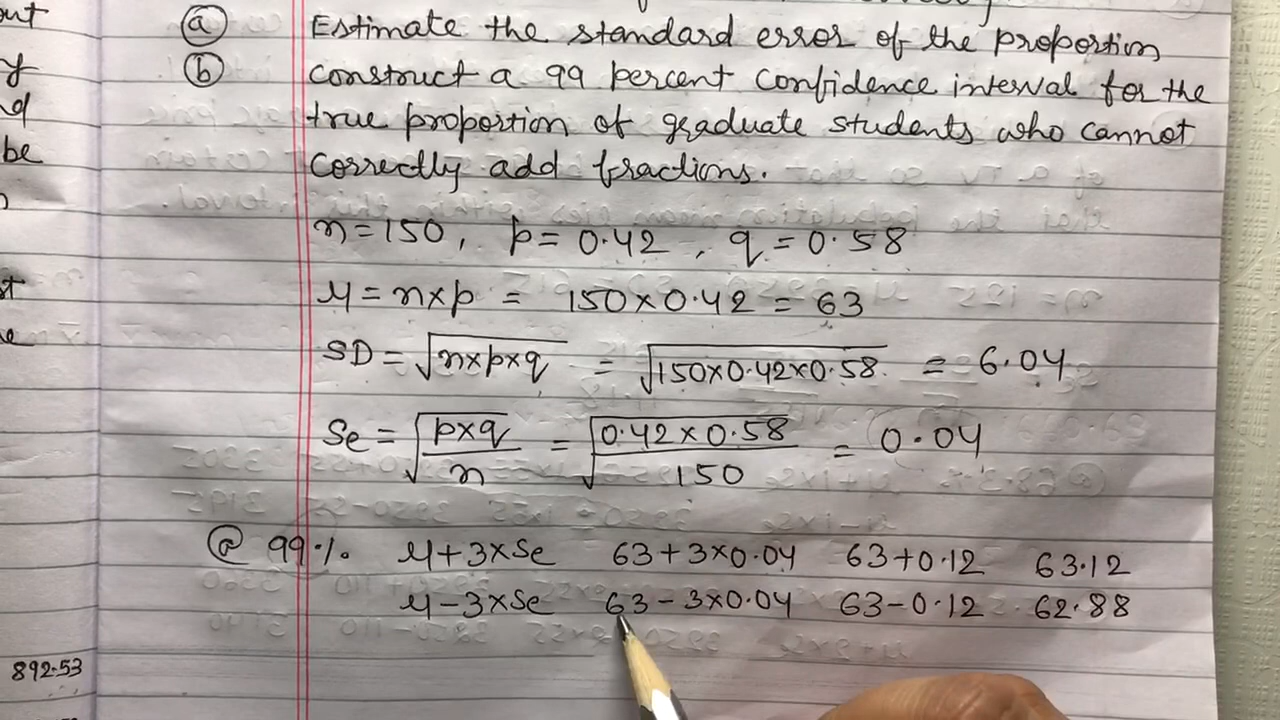 ⓐ Estimate the standard error of the proportion
ⓑ construct a 99 percent confidence interval for the
true proportion of graduate students who cannot
correctly add fractions.
n=150, p=0.42, q=0.58
μ = n×p = 150×0.42 = 63
SD = √n×p×q = √150×0.42×0.58 = 6.04
Se = √p×q/n = √0.42×0.58/150 = 0.04
@ 99% μ+3×Se 63+3×0.04 63+0.12 63.12
μ-3×Se 63-3×0.04 63-0.12 62.88
be
892.53